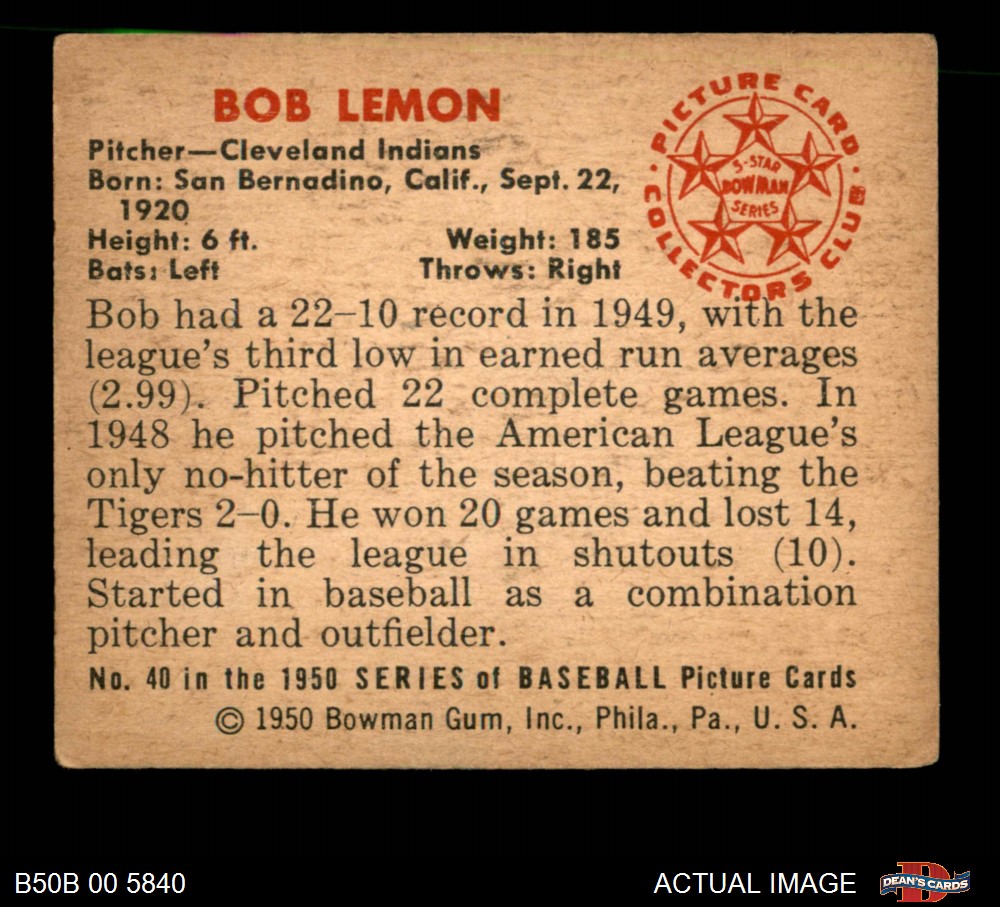 BOB LEMON
Pitcher—Cleveland Indians
Born: San Bernadino, Calif., Sept. 22,
1920
Height: 6 ft. Weight: 185
Bats: Left Throws: Right
PICTURE CARD COLLECTORS CLUB
5-STAR
BOWMAN
SERIES
Bob had a 22–10 record in 1949, with the
league's third low in earned run averages
(2.99). Pitched 22 complete games. In
1948 he pitched the American League's
only no-hitter of the season, beating the
Tigers 2–0. He won 20 games and lost 14,
leading the league in shutouts (10).
Started in baseball as a combination
pitcher and outfielder.
No. 40 in the 1950 SERIES of BASEBALL Picture Cards
© 1950 Bowman Gum, Inc., Phila., Pa., U. S. A.
B50B 00 5840
ACTUAL IMAGE
D
DEAN'S CARDS